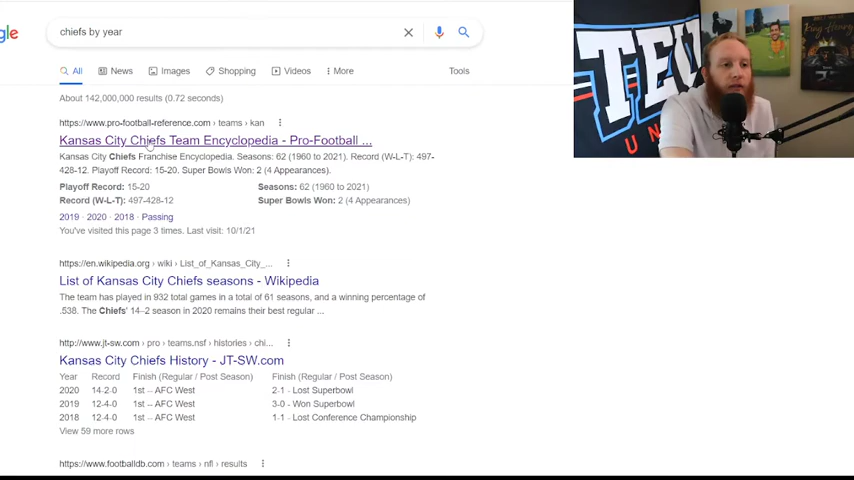 gle
chiefs by year
All News Images Shopping Videos More Tools
About 142,000,000 results (0.72 seconds)
https://www.pro-football-reference.com › teams › kan
Kansas City Chiefs Team Encyclopedia - Pro-Football ...
Kansas City Chiefs Franchise Encyclopedia. Seasons: 62 (1960 to 2021). Record (W-L-T): 497-
428-12. Playoff Record: 15-20. Super Bowls Won: 2 (4 Appearances).
Playoff Record: 15-20 Seasons: 62 (1960 to 2021)
Record (W-L-T): 497-428-12 Super Bowls Won: 2 (4 Appearances)
2019 · 2020 · 2018 · Passing
You've visited this page 3 times. Last visit: 10/1/21
https://en.wikipedia.org › wiki › List_of_Kansas_City_...
List of Kansas City Chiefs seasons - Wikipedia
The team has played in 932 total games in a total of 61 seasons, and a winning percentage of
.538. The Chiefs' 14–2 season in 2020 remains their best regular ...
http://www.jt-sw.com › pro › teams.nsf › histories › chi...
Kansas City Chiefs History - JT-SW.com
Year Record Finish (Regular / Post Season) Finish (Regular / Post Season)
2020 14-2-0 1st -- AFC West 2-1 - Lost Superbowl
2019 12-4-0 1st -- AFC West 3-0 - Won Superbowl
2018 12-4-0 1st -- AFC West 1-1 - Lost Conference Championship
View 59 more rows
https://www.footballdb.com › teams › nfl › results
TEO
UN
King Henry